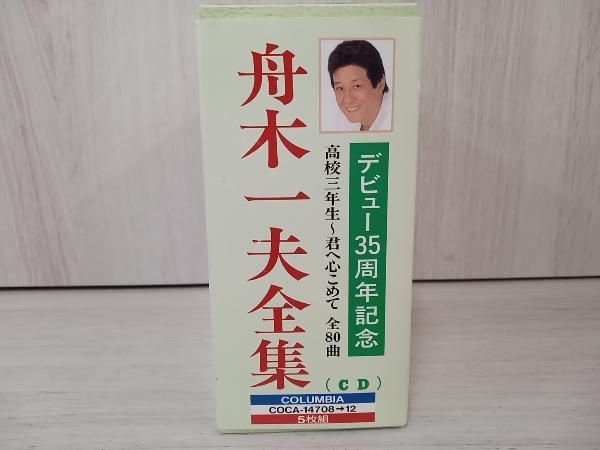 デビュー35周年記念
高校三年生~君へ心こめて 全80曲
舟木一夫全集
(CD)
COLUMBIA
COCA-14708→12
5枚組